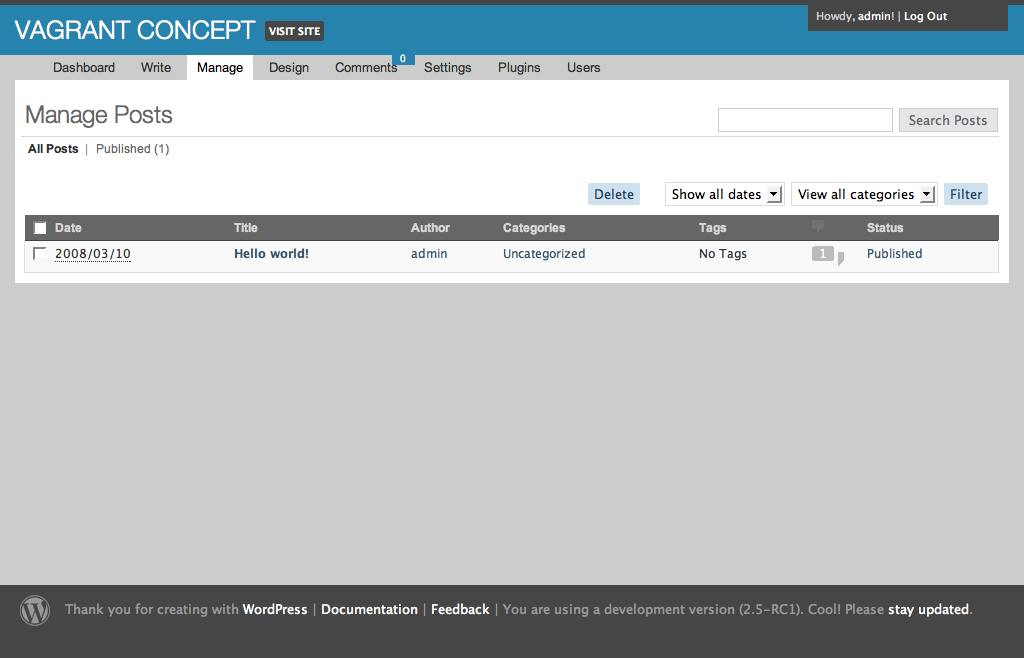 VAGRANT CONCEPT VISIT SITE
Howdy, admin! | Log Out
Dashboard Write Manage Design Comments 0 Settings Plugins Users
Manage Posts
Search Posts
All Posts | Published (1)
Delete Show all dates View all categories Filter
Date Title Author Categories Tags Status
2008/03/10 Hello world! admin Uncategorized No Tags 1 Published
Thank you for creating with WordPress | Documentation | Feedback | You are using a development version (2.5-RC1). Cool! Please stay updated.